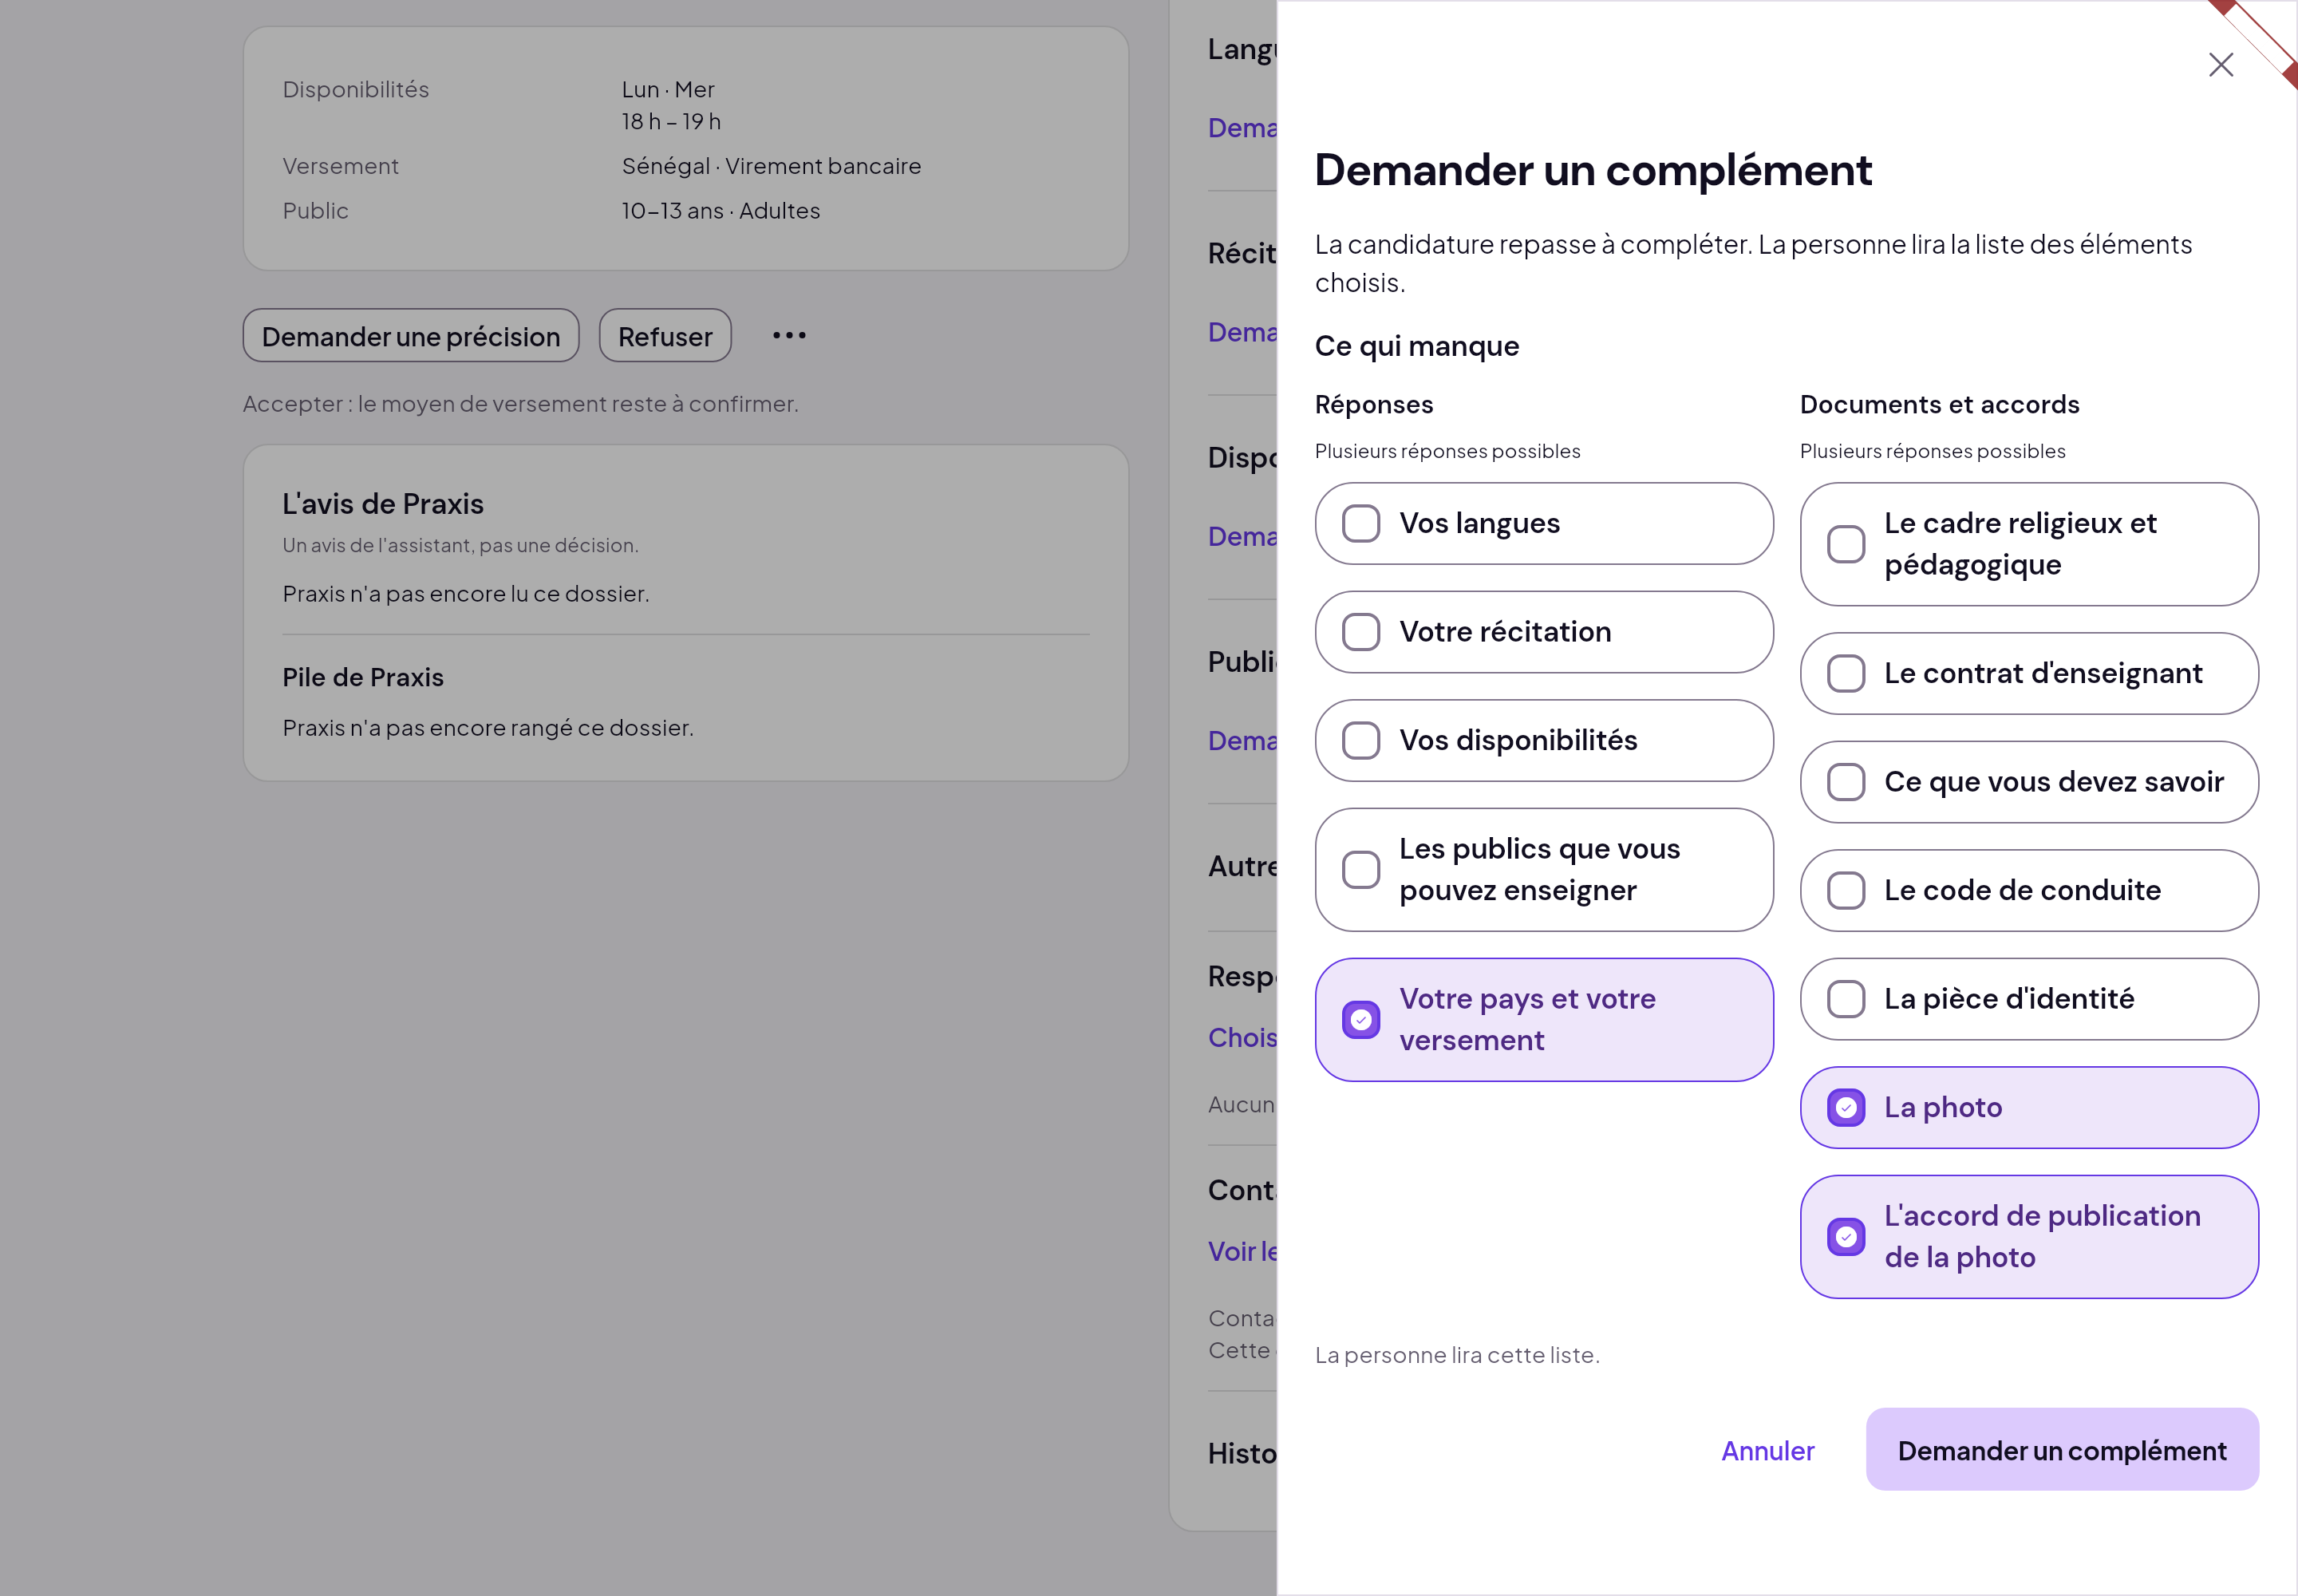 Disponibilités
Lun · Mer
18 h – 19 h
Versement
Sénégal · Virement bancaire
Public
10–13 ans · Adultes
Demander une précision
Refuser
Accepter : le moyen de versement reste à confirmer.
L'avis de Praxis
Un avis de l'assistant, pas une décision.
Praxis n'a pas encore lu ce dossier.
Pile de Praxis
Praxis n'a pas encore rangé ce dossier.
Voir
Cette
Demander un complément
La candidature repasse à compléter. La personne lira la liste des éléments
choisis.
Ce qui manque
Réponses
Plusieurs réponses possibles
Vos langues
Votre récitation
Vos disponibilités
Les publics que vous
pouvez enseigner
Votre pays et votre
versement
Documents et accords
Plusieurs réponses possibles
Le cadre religieux et
pédagogique
Le contrat d'enseignant
Ce que vous devez savoir
Le code de conduite
La pièce d'identité
La photo
L'accord de publication
de la photo
La personne lira cette liste.
Annuler
Demander un complément